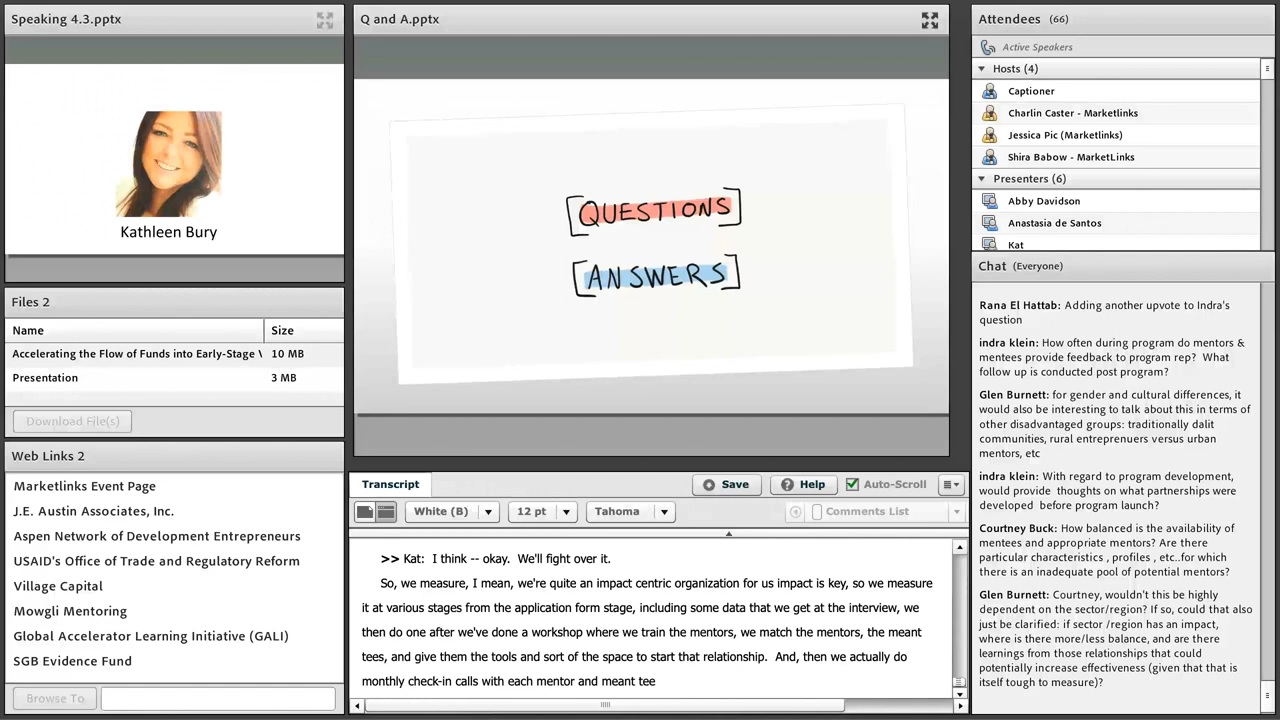 Speaking 4.3.pptx
Kathleen Bury
Files 2
Name Size
Accelerating the Flow of Funds into Early-Stage \ 10 MB
Presentation 3 MB
Download File(s)
Web Links 2
Marketlinks Event Page
J.E. Austin Associates, Inc.
Aspen Network of Development Entrepreneurs
USAID's Office of Trade and Regulatory Reform
Village Capital
Mowgli Mentoring
Global Accelerator Learning Initiative (GALI)
SGB Evidence Fund
Browse To
Q and A.pptx
[QUESTIONS]
[ANSWERS]
Transcript Save Help Auto-Scroll
White (B) 12 pt Tahoma Comments List
>> Kat: I think -- okay. We'll fight over it.
So, we measure, I mean, we're quite an impact centric organization for us impact is key, so we measure
it at various stages from the application form stage, including some data that we get at the interview, we
then do one after we've done a workshop where we train the mentors, we match the mentors, the meant
tees, and give them the tools and sort of the space to start that relationship. And, then we actually do
monthly check-in calls with each mentor and meant tee
Attendees (66)
Active Speakers
Hosts (4)
Captioner
Charlin Caster - Marketlinks
Jessica Pic (Marketlinks)
Shira Babow - MarketLinks
Presenters (6)
Abby Davidson
Anastasia de Santos
Kat
Chat (Everyone)
Rana El Hattab: Adding another upvote to Indra's
question
indra klein: How often during program do mentors &
mentees provide feedback to program rep? What
follow up is conducted post program?
Glen Burnett: for gender and cultural differences, it
would also be interesting to talk about this in terms of
other disadvantaged groups: traditionally dalit
communities, rural entreprenuers versus urban
mentors, etc
indra klein: With regard to program development,
would provide thoughts on what partnerships were
developed before program launch?
Courtney Buck: How balanced is the availability of
mentees and appropriate mentors? Are there
particular characteristics , profiles , etc..for which
there is an inadequate pool of potential mentors?
Glen Burnett: Courtney, wouldn't this be highly
dependent on the sector/region? If so, could that also
just be clarified: if sector /region has an impact,
where is there more/less balance, and are there
learnings from those relationships that could
potentially increase effectiveness (given that that is
itself tough to measure)?